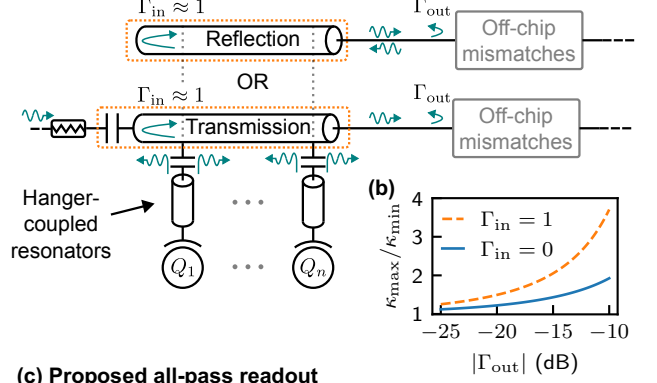 Γin ≈ 1
Reflection
Γout
Off-chip
mismatches
OR
Γin ≈ 1
Transmission
Γout
Off-chip
mismatches
Hanger-
coupled
resonators
Q1
Qn
(b)
κmax/κmin
4
3
2
1
Γin = 1
Γin = 0
−25
−20
−15
−10
|Γout| (dB)
(c) Proposed all-pass readout